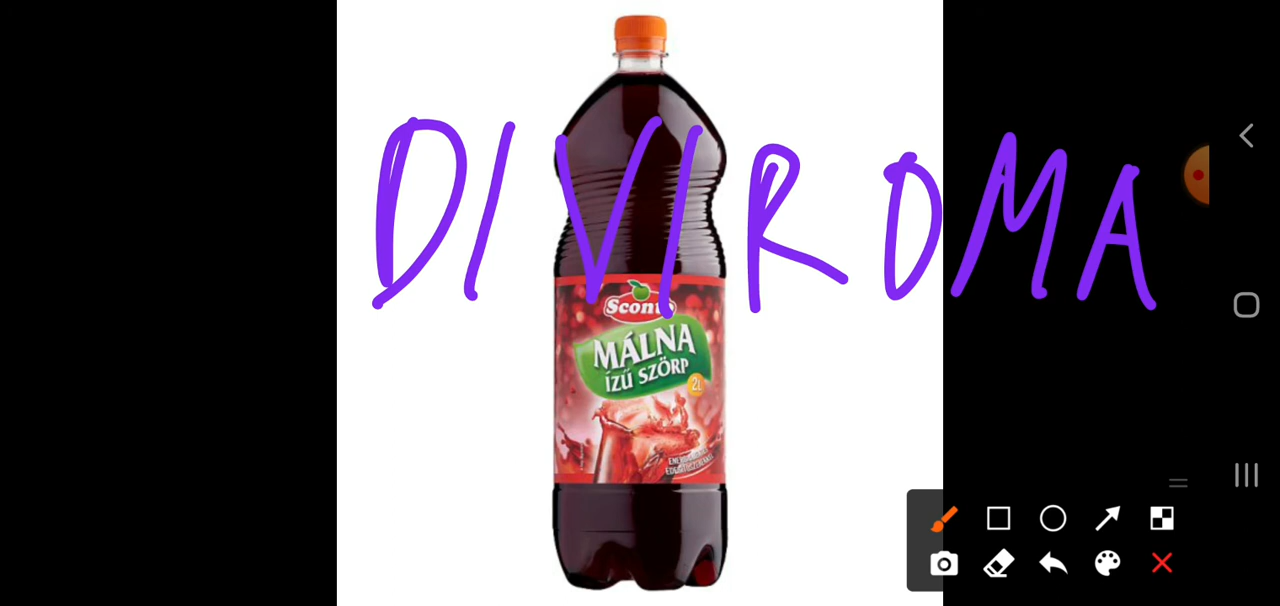 DIVIROMA
Sconto
MÁLNA
ÍZŰ SZÖRP
2L